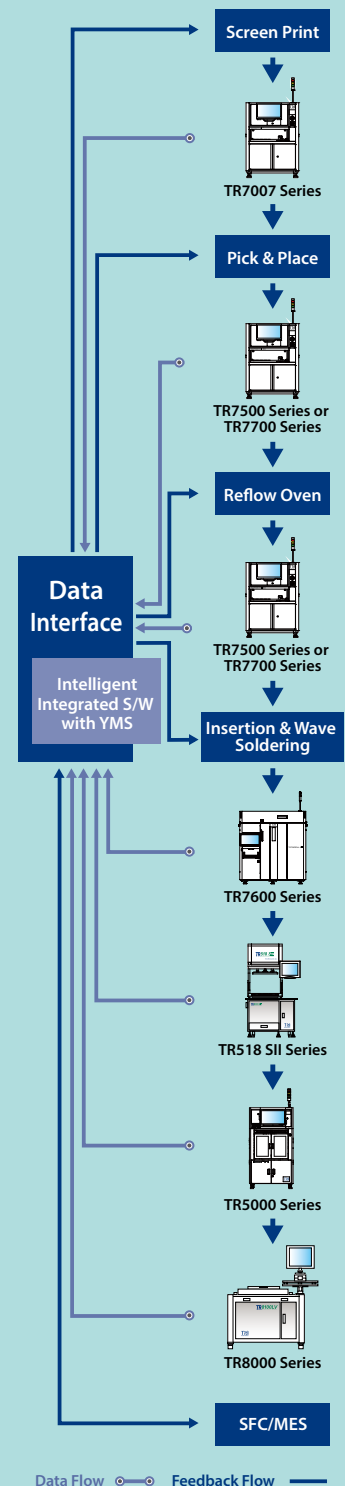 Screen Print
TR7007 Series
Pick & Place
TR7500 Series or
TR7700 Series
Reflow Oven
Data
Interface
Intelligent
Integrated S/W
with YMS
TR7500 Series or
TR7700 Series
Insertion & Wave
Soldering
TR7600 Series
TR518 SII Series
TR5000 Series
TR8100LV
TRI
TR8000 Series
SFC/MES
Data Flow
Feedback Flow